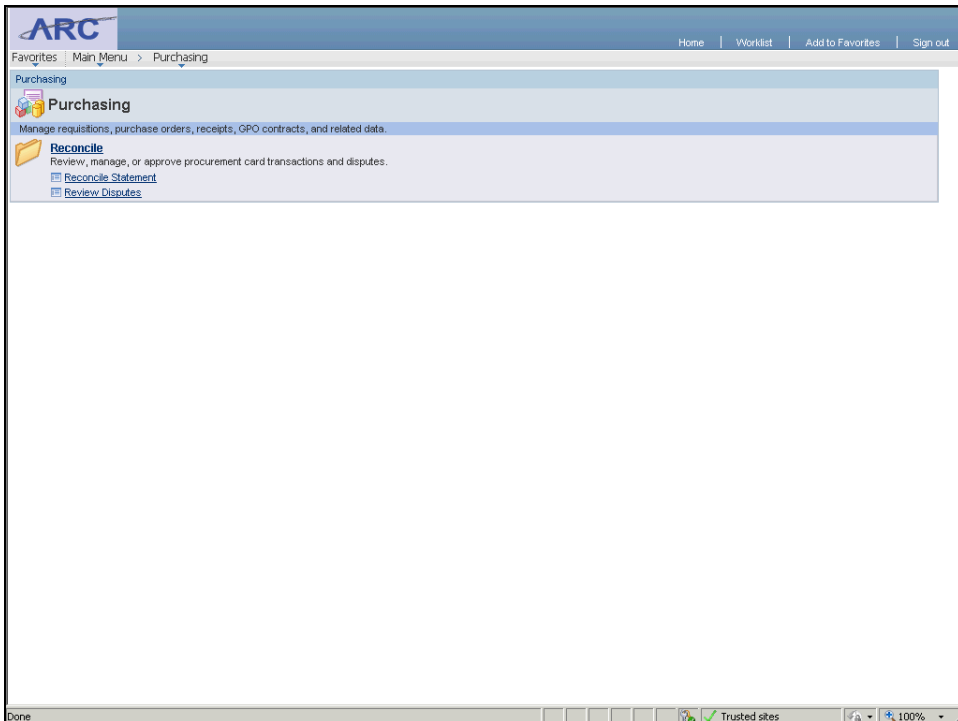 ARC
Home | Worklist | Add to Favorites | Sign out
Favorites Main Menu > Purchasing
Purchasing
Purchasing
Manage requisitions, purchase orders, receipts, GPO contracts, and related data.
Reconcile
Review, manage, or approve procurement card transactions and disputes.
Reconcile Statement
Review Disputes
Done Trusted sites 100%